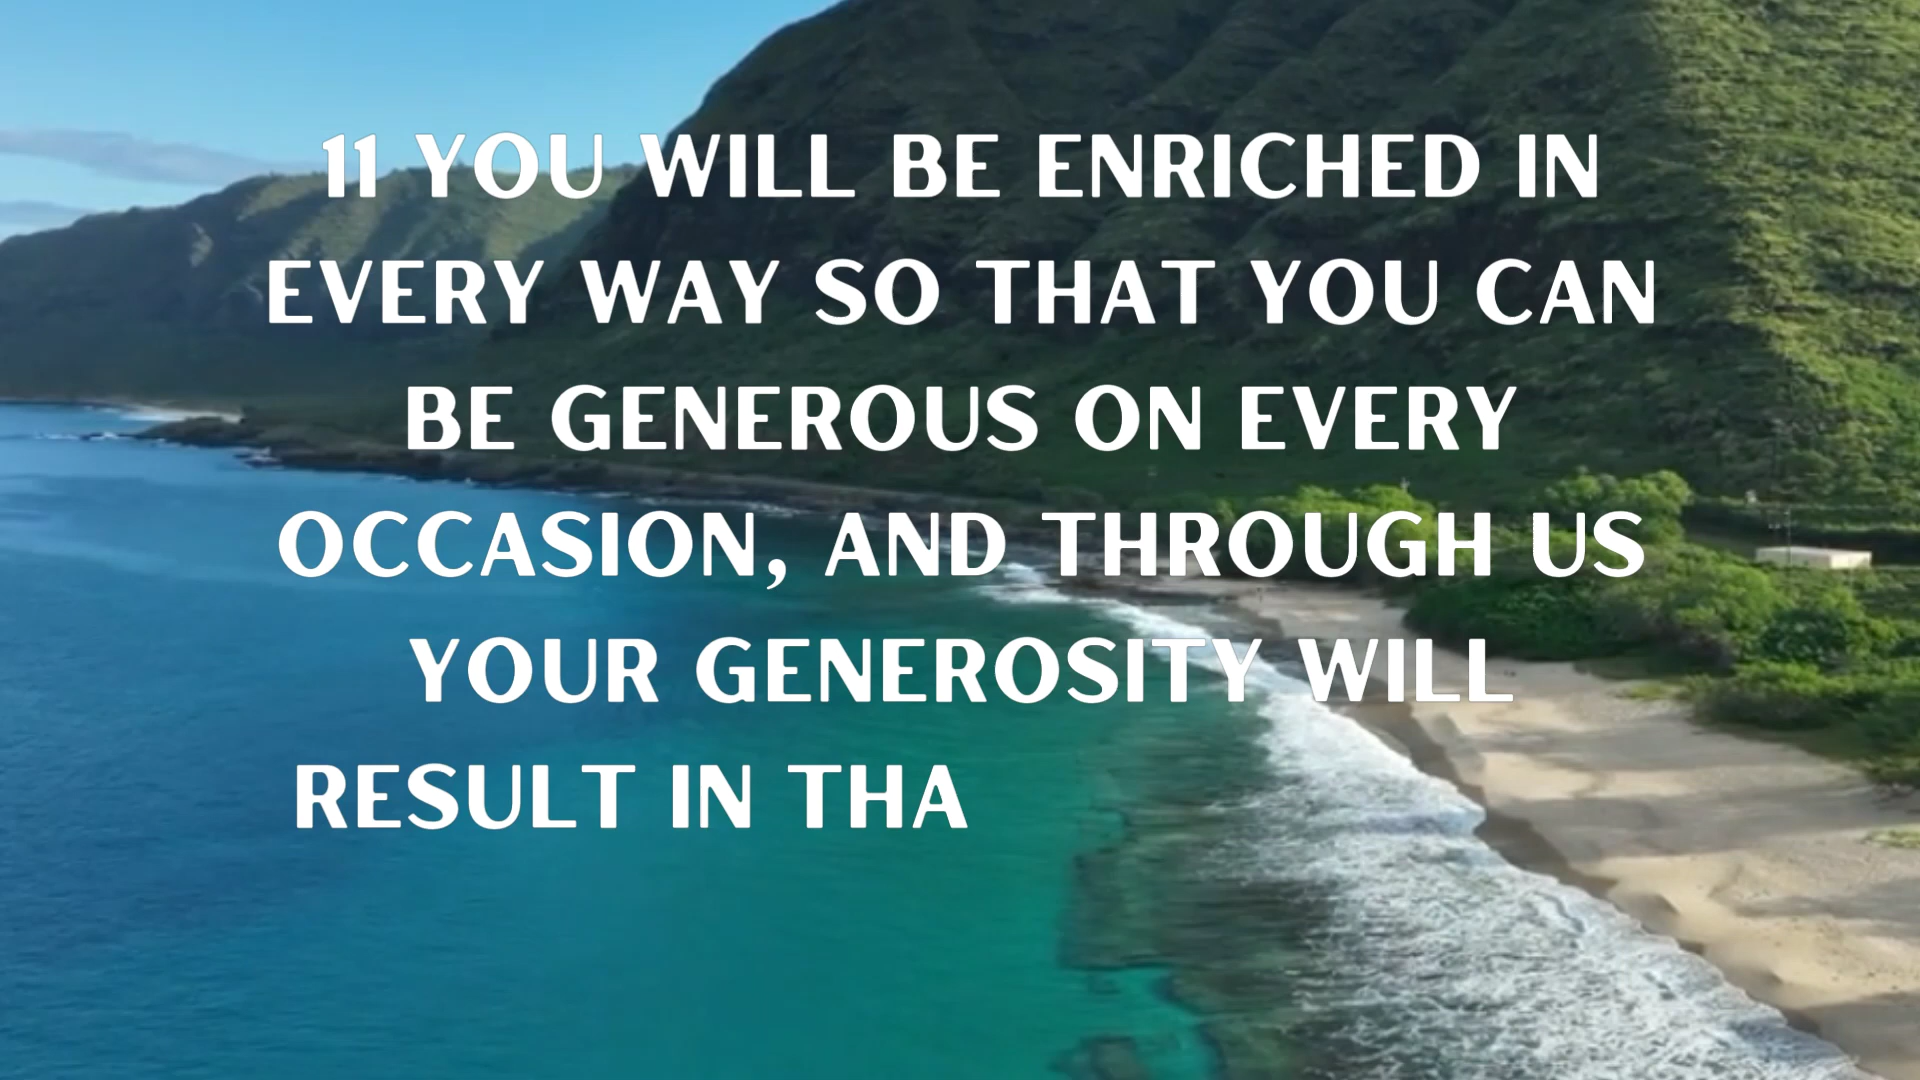 11 YOU WILL BE ENRICHED IN
EVERY WAY SO THAT YOU CAN
BE GENEROUS ON EVERY
OCCASION, AND THROUGH US
YOUR GENEROSITY WILL
RESULT IN THA